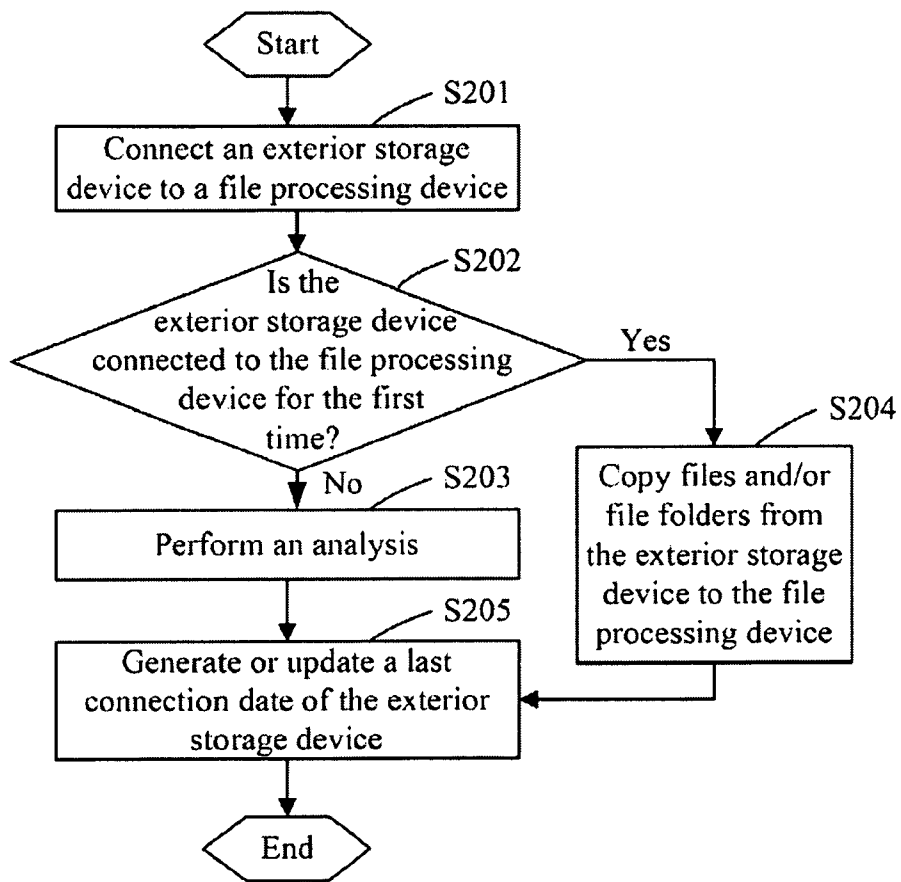 Start
S201
Connect an exterior storage
device to a file processing device
S202
Is the
exterior storage device
connected to the file processing
device for the first
time?
Yes
No
S204
Copy files and/or
file folders from
the exterior storage
device to the file
processing device
S203
Perform an analysis
S205
Generate or update a last
connection date of the exterior
storage device
End